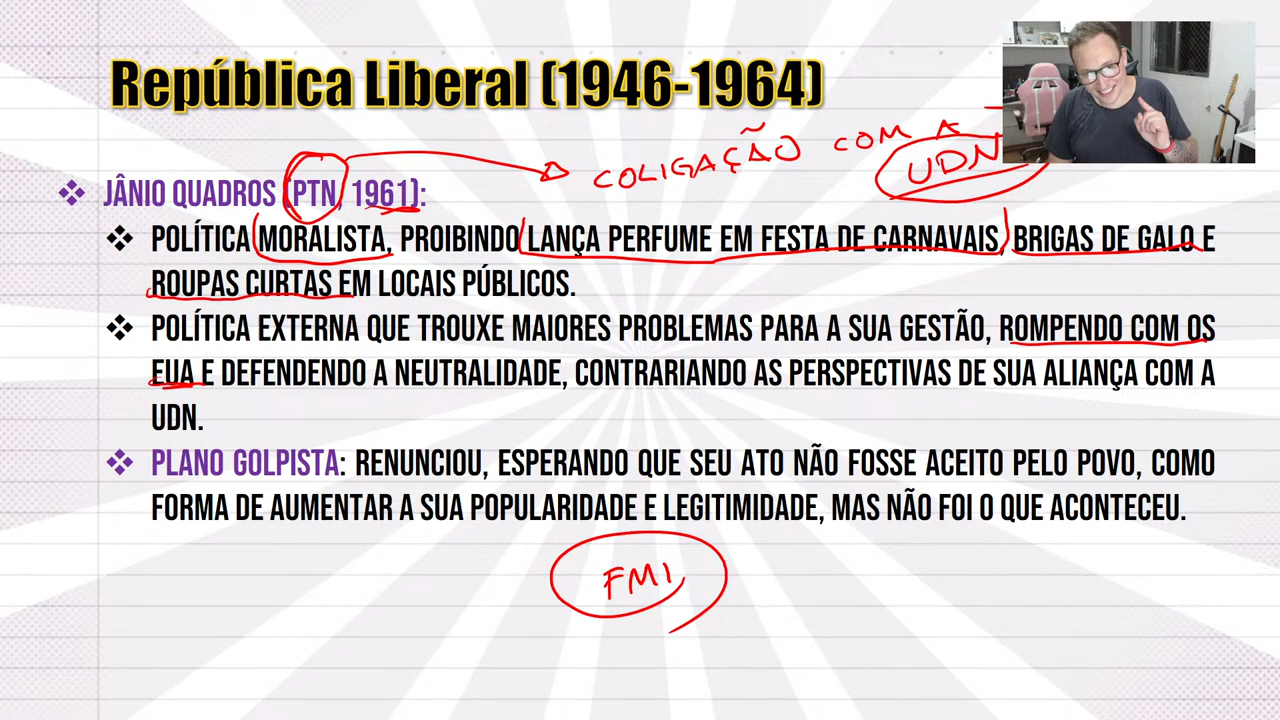 República Liberal (1946-1964)
COLIGAÇÃO COM A
UDN
❖ JÂNIO QUADROS (PTN, 1961):
❖ POLÍTICA MORALISTA, PROIBINDO LANÇA PERFUME EM FESTA DE CARNAVAIS, BRIGAS DE GALO E
ROUPAS CURTAS EM LOCAIS PÚBLICOS.
❖ POLÍTICA EXTERNA QUE TROUXE MAIORES PROBLEMAS PARA A SUA GESTÃO, ROMPENDO COM OS
EUA E DEFENDENDO A NEUTRALIDADE, CONTRARIANDO AS PERSPECTIVAS DE SUA ALIANÇA COM A
UDN.
❖ PLANO GOLPISTA: RENUNCIOU, ESPERANDO QUE SEU ATO NÃO FOSSE ACEITO PELO POVO, COMO
FORMA DE AUMENTAR A SUA POPULARIDADE E LEGITIMIDADE, MAS NÃO FOI O QUE ACONTECEU.
FMI